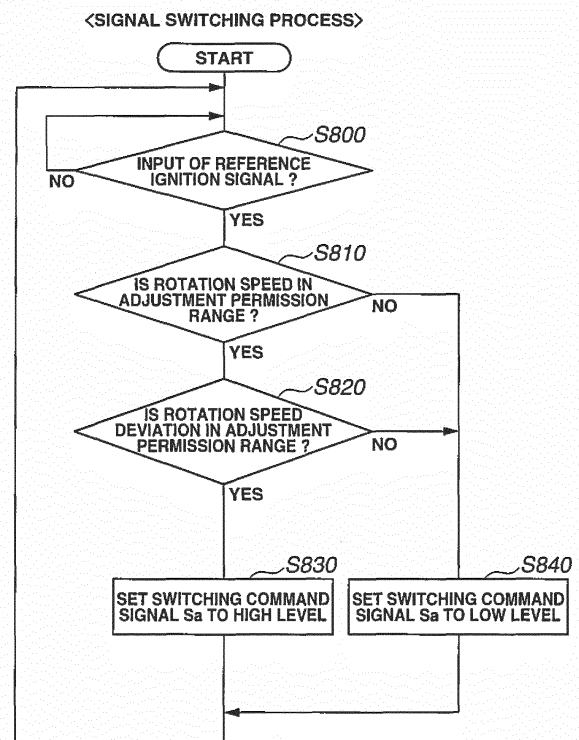 <SIGNAL SWITCHING PROCESS>
START
S800
INPUT OF REFERENCE
IGNITION SIGNAL ?
NO
YES
S810
IS ROTATION SPEED IN
ADJUSTMENT PERMISSION
RANGE ?
NO
YES
S820
IS ROTATION SPEED
DEVIATION IN ADJUSTMENT
PERMISSION RANGE ?
NO
YES
S830
SET SWITCHING COMMAND
SIGNAL Sa TO HIGH LEVEL
S840
SET SWITCHING COMMAND
SIGNAL Sa TO LOW LEVEL